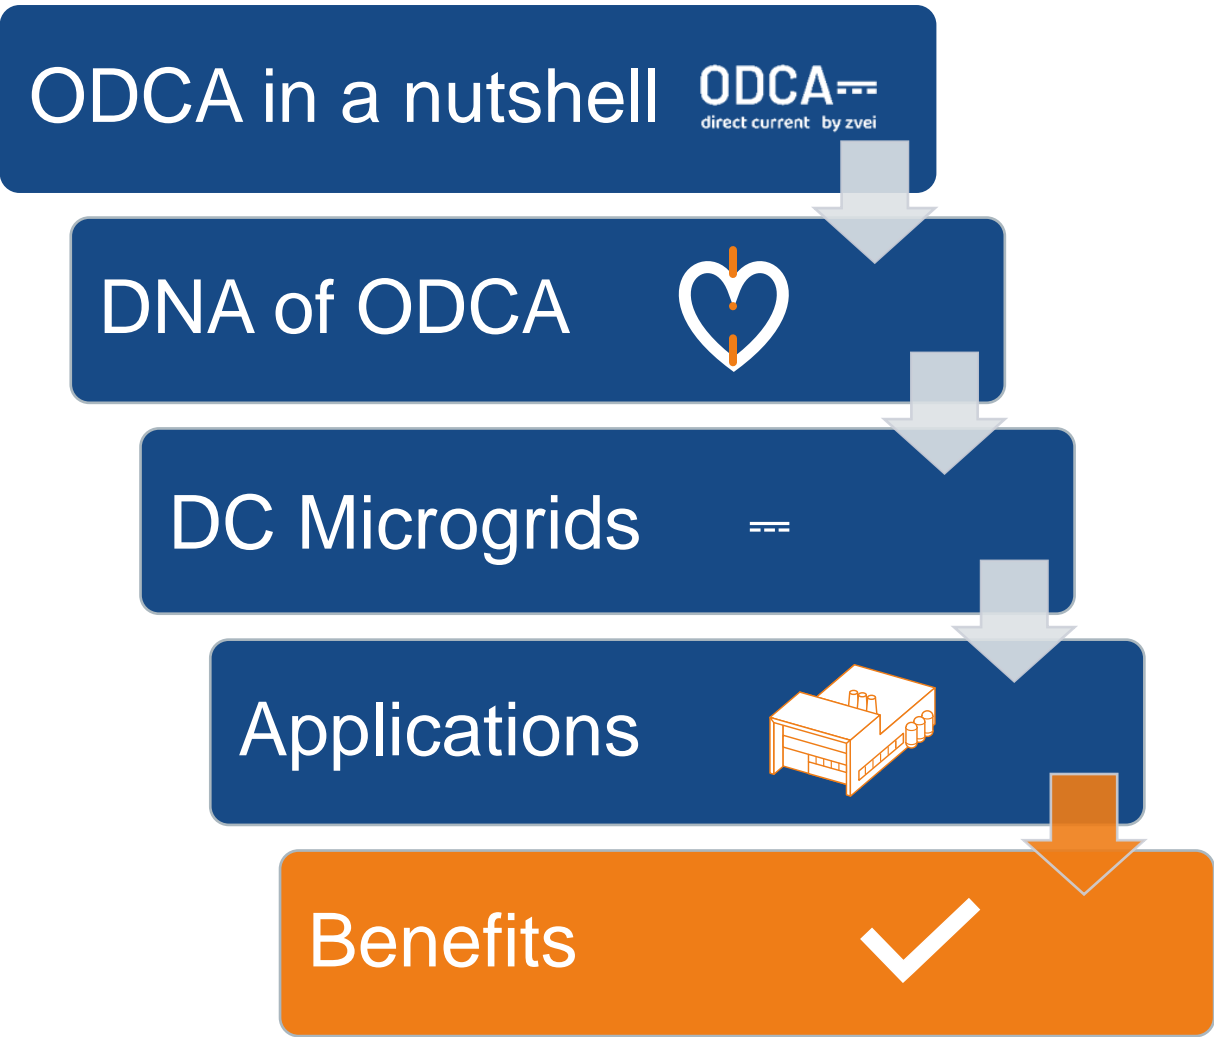 ODCA in a nutshell
ODCA
direct current by zvei
DNA of ODCA
DC Microgrids
Applications
Benefits